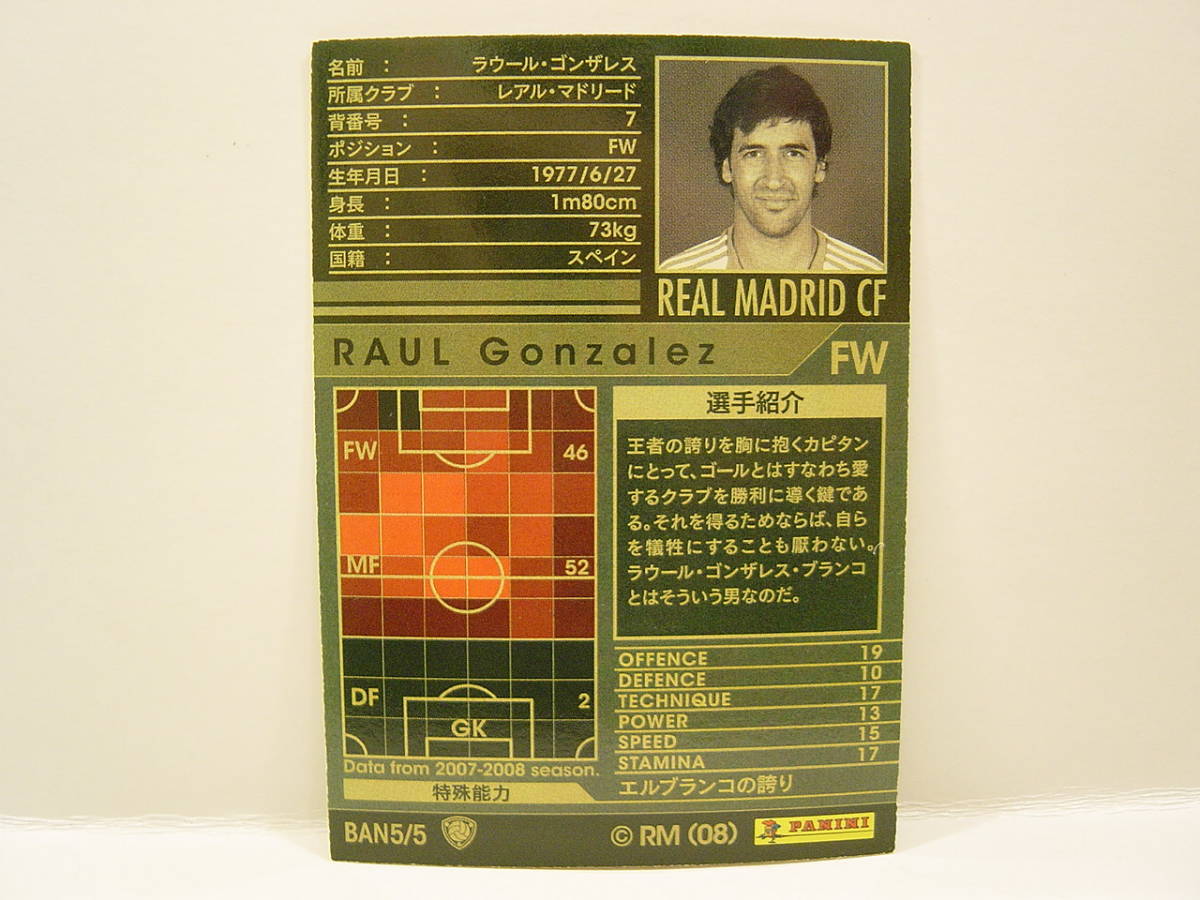 名前 : ラウール・ゴンザレス
所属クラブ : レアル・マドリード
背番号 : 7
ポジション : FW
生年月日 : 1977/6/27
身長 : 1m80cm
体重 : 73kg
国籍 : スペイン
REAL MADRID CF
RAUL Gonzalez
FW
FW 46
MF 52
DF 2
GK
Data from 2007-2008 season.
特殊能力
選手紹介
王者の誇りを胸に抱くカピタン
にとって、ゴールとはすなわち愛
するクラブを勝利に導く鍵であ
る。それを得るためならば、自ら
を犠牲にすることも厭わない。
ラウール・ゴンザレス・ブランコ
とはそういう男なのだ。
OFFENCE 19
DEFENCE 10
TECHNIQUE 17
POWER 13
SPEED 15
STAMINA 17
エルブランコの誇り
BAN5/5
© RM (08)
PANINI